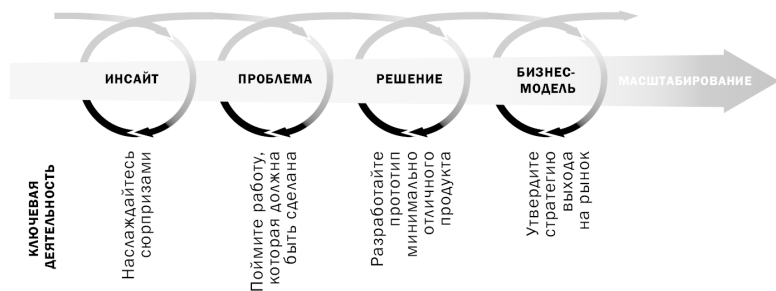 ИНСАЙТ
ПРОБЛЕМА
РЕШЕНИЕ
БИЗНЕС-
МОДЕЛЬ
МАСШТАБИРОВАНИЕ
КЛЮЧЕВАЯ
ДЕЯТЕЛЬНОСТЬ
Наслаждайтесь
сюрпризами
Поймите работу,
которая должна
быть сделана
Разработайте
прототип
минимально
отличного
продукта
Утвердите
стратегию
выхода
на рынок